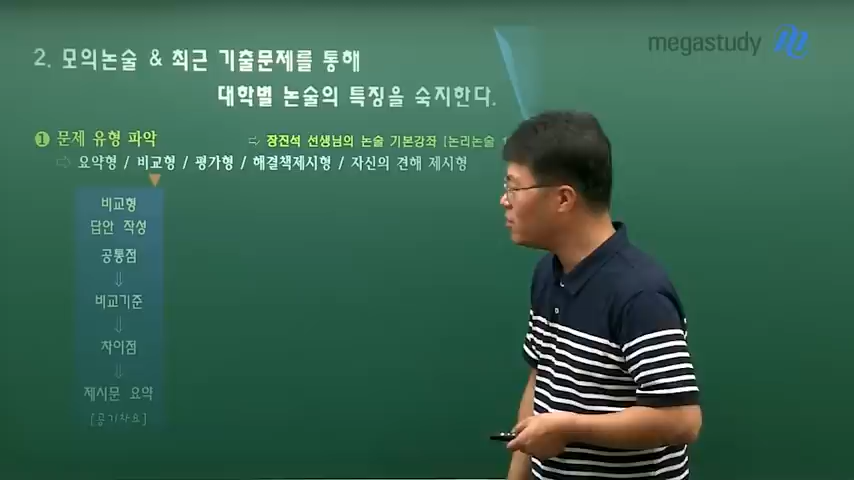 megastudy
2. 모의논술 & 최근 기출문제를 통해
대학별 논술의 특징을 숙지한다.
❶ 문제 유형 파악
⇨ 장진석 선생님의 논술 기본강좌 [논리논술
⇨ 요약형 / 비교형 / 평가형 / 해결책제시형 / 자신의 견해 제시형
비교형
답안 작성
공통점
⇩
비교기준
⇩
차이점
⇩
제시문 요약
[공기차요]